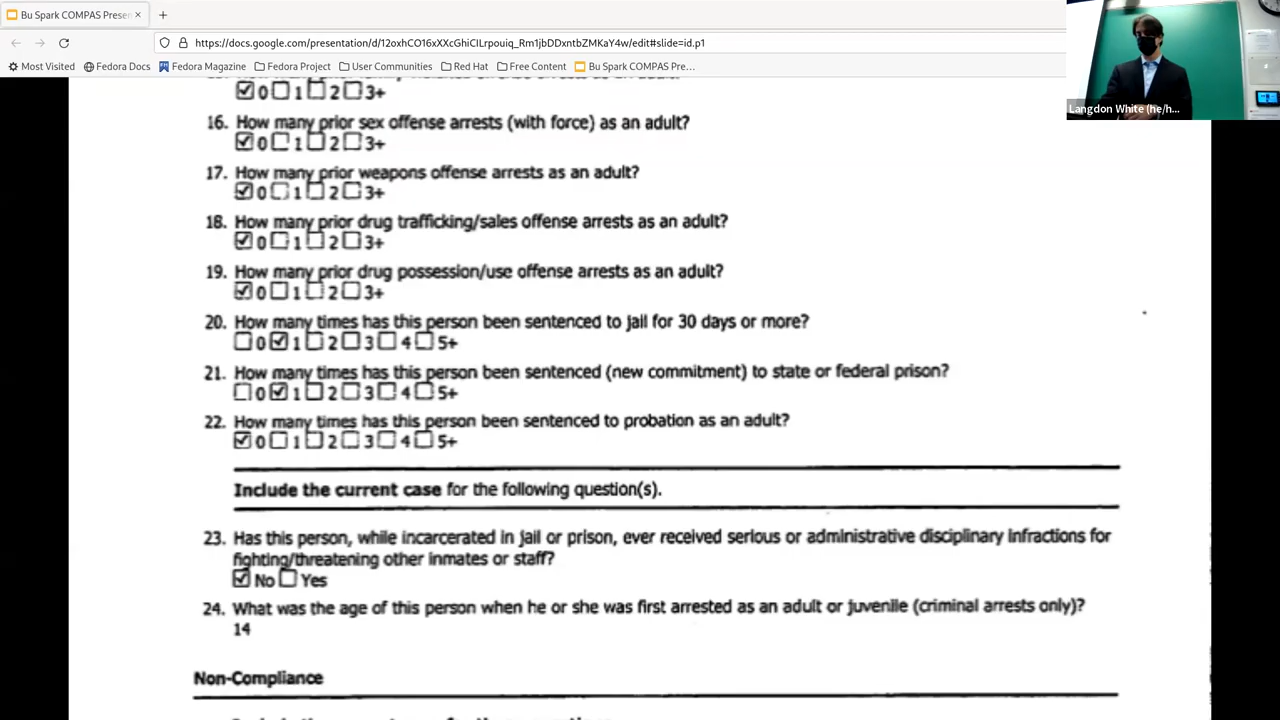 Bu Spark COMPAS Presen
https://docs.google.com/presentation/d/12oxhCO16xXXcGhiCILrpouiq_Rm1jbDDxntbZMKaY4w/edit#slide=id.p1
Most Visited Fedora Docs Fedora Magazine Fedora Project User Communities Red Hat Free Content Bu Spark COMPAS Pre…
Langdon White (he/h...
0 1 2 3+
16. How many prior sex offense arrests (with force) as an adult?
0 1 2 3+
17. How many prior weapons offense arrests as an adult?
0 1 2 3+
18. How many prior drug trafficking/sales offense arrests as an adult?
0 1 2 3+
19. How many prior drug possession/use offense arrests as an adult?
0 1 2 3+
20. How many times has this person been sentenced to jail for 30 days or more?
0 1 2 3 4 5+
21. How many times has this person been sentenced (new commitment) to state or federal prison?
0 1 2 3 4 5+
22. How many times has this person been sentenced to probation as an adult?
0 1 2 3 4 5+
Include the current case for the following question(s).
23. Has this person, while incarcerated in jail or prison, ever received serious or administrative disciplinary infractions for
fighting/threatening other inmates or staff?
No Yes
24. What was the age of this person when he or she was first arrested as an adult or juvenile (criminal arrests only)?
14
Non-Compliance